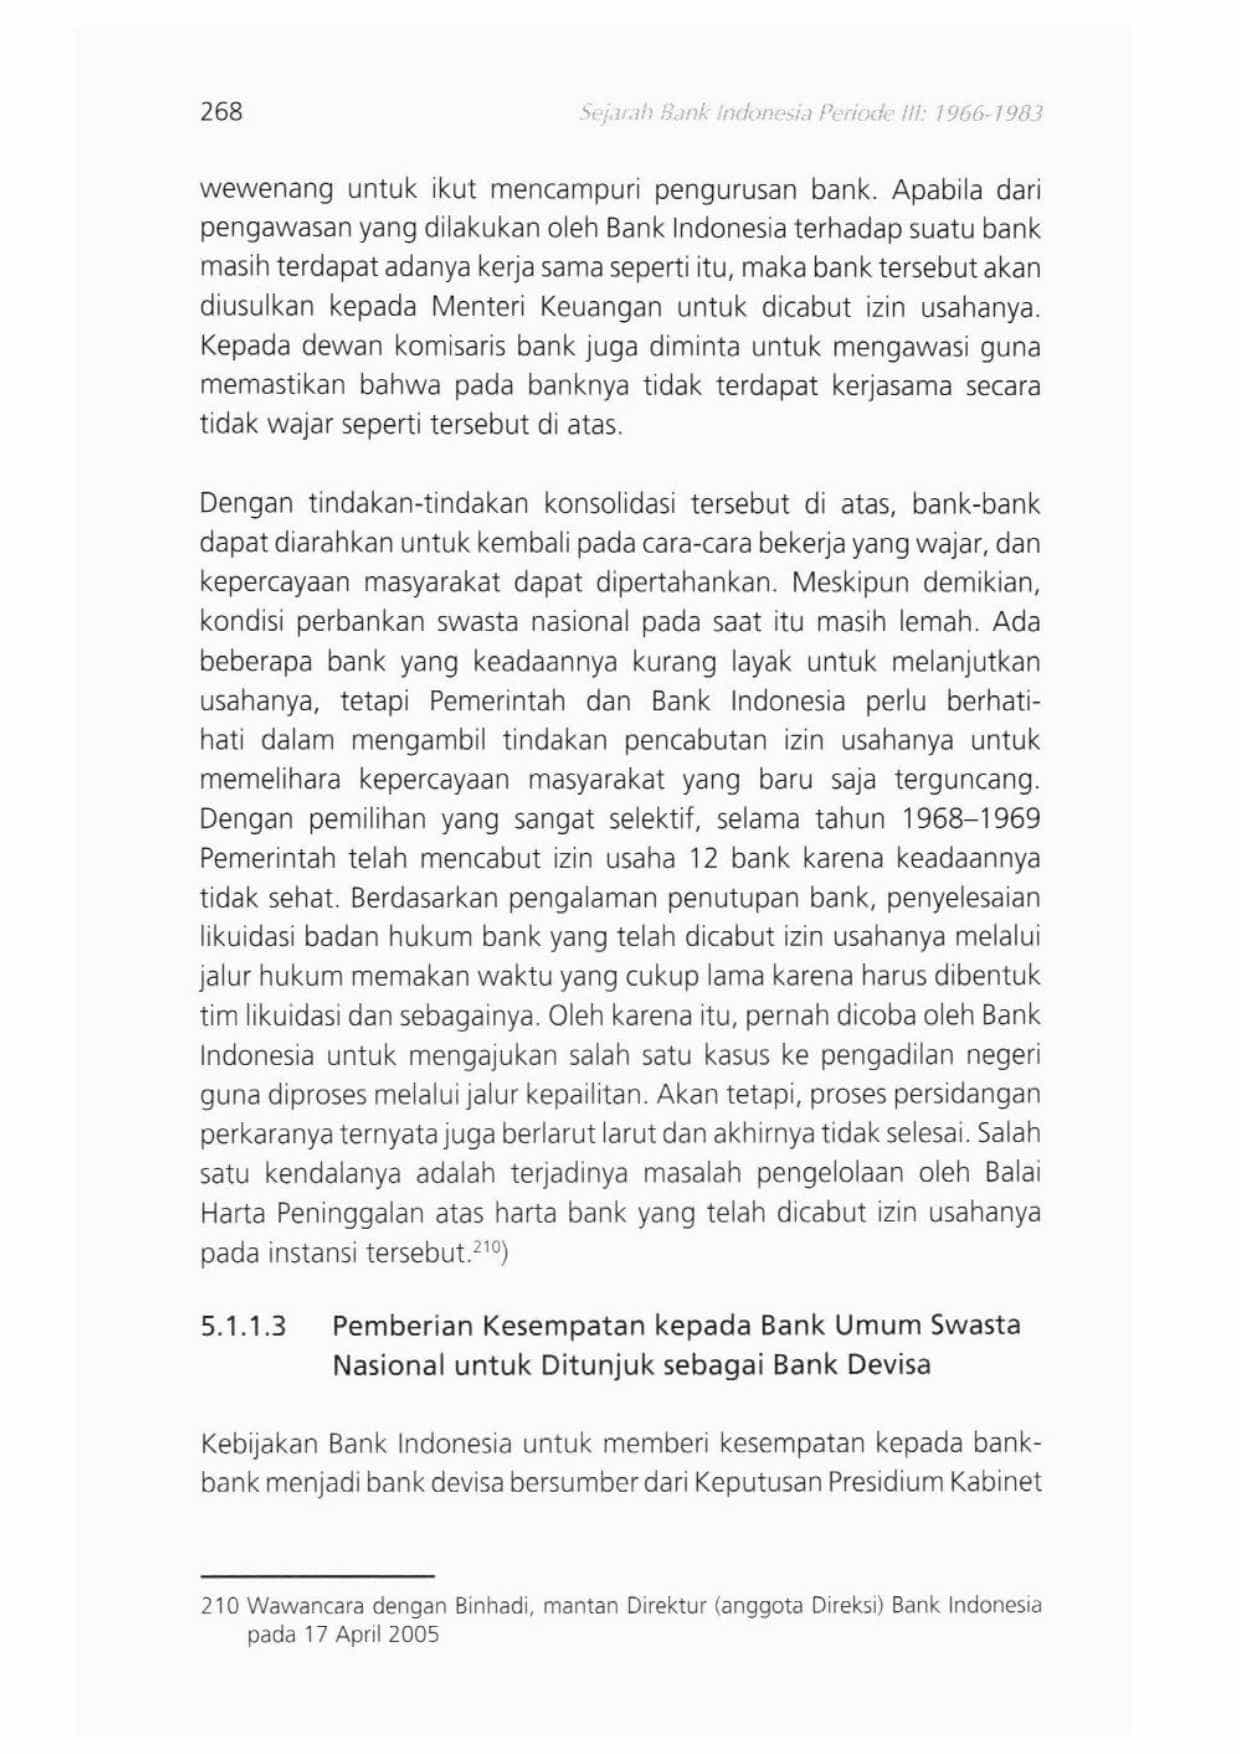 268
Sejarah Bank Indonesia Periode III: 1966-1983
wewenang untuk ikut mencampuri pengurusan bank. Apabila dari
pengawasan yang dilakukan oleh Bank Indonesia terhadap suatu bank
masih terdapat adanya kerja sama seperti itu, maka bank tersebut akan
diusulkan kepada Menteri Keuangan untuk dicabut izin usahanya.
Kepada dewan komisaris bank juga diminta untuk mengawasi guna
memastikan bahwa pada banknya tidak terdapat kerjasama secara
tidak wajar seperti tersebut di atas.
Dengan tindakan-tindakan konsolidasi tersebut di atas, bank-bank
dapat diarahkan untuk kembali pada cara-cara bekerja yang wajar, dan
kepercayaan masyarakat dapat dipertahankan. Meskipun demikian,
kondisi perbankan swasta nasional pada saat itu masih lemah. Ada
beberapa bank yang keadaannya kurang layak untuk melanjutkan
usahanya, tetapi Pemerintah dan Bank Indonesia perlu berhati-
hati dalam mengambil tindakan pencabutan izin usahanya untuk
memelihara kepercayaan masyarakat yang baru saja terguncang.
Dengan pemilihan yang sangat selektif, selama tahun 1968–1969
Pemerintah telah mencabut izin usaha 12 bank karena keadaannya
tidak sehat. Berdasarkan pengalaman penutupan bank, penyelesaian
likuidasi badan hukum bank yang telah dicabut izin usahanya melalui
jalur hukum memakan waktu yang cukup lama karena harus dibentuk
tim likuidasi dan sebagainya. Oleh karena itu, pernah dicoba oleh Bank
Indonesia untuk mengajukan salah satu kasus ke pengadilan negeri
guna diproses melalui jalur kepailitan. Akan tetapi, proses persidangan
perkaranya ternyata juga berlarut larut dan akhirnya tidak selesai. Salah
satu kendalanya adalah terjadinya masalah pengelolaan oleh Balai
Harta Peninggalan atas harta bank yang telah dicabut izin usahanya
pada instansi tersebut.210)
5.1.1.3 Pemberian Kesempatan kepada Bank Umum Swasta
Nasional untuk Ditunjuk sebagai Bank Devisa
Kebijakan Bank Indonesia untuk memberi kesempatan kepada bank-
bank menjadi bank devisa bersumber dari Keputusan Presidium Kabinet
210 Wawancara dengan Binhadi, mantan Direktur (anggota Direksi) Bank Indonesia
pada 17 April 2005